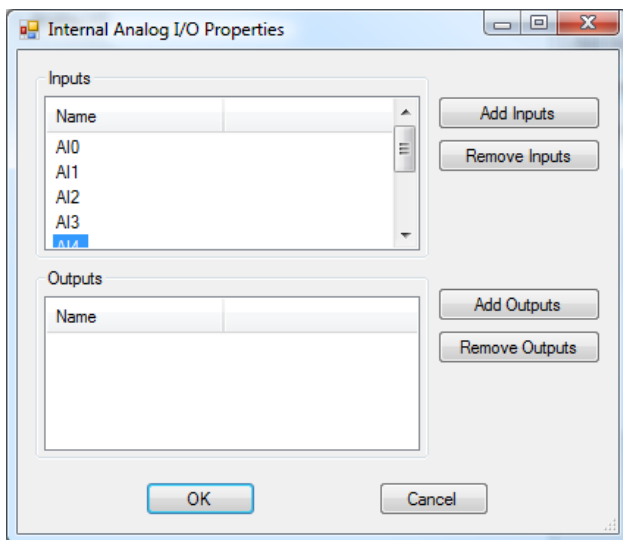 Internal Analog I/O Properties
Inputs
Name
AI0
AI1
AI2
AI3
AI4
Add Inputs
Remove Inputs
Outputs
Name
Add Outputs
Remove Outputs
OK
Cancel